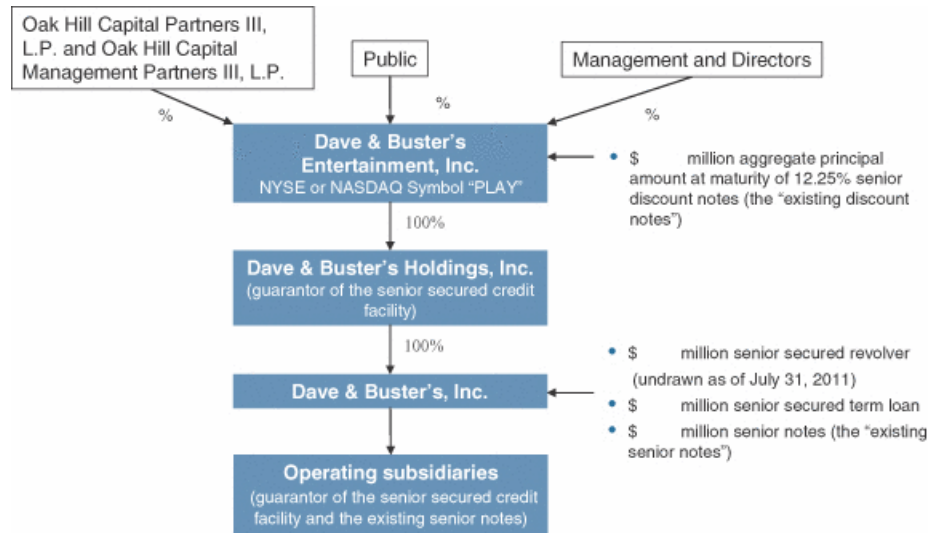 Oak Hill Capital Partners III,
L.P. and Oak Hill Capital
Management Partners III, L.P.
Public
Management and Directors
%
%
%
Dave & Buster’s
Entertainment, Inc.
NYSE or NASDAQ Symbol “PLAY”
• $ million aggregate principal
amount at maturity of 12.25% senior
discount notes (the “existing discount
notes”)
100%
Dave & Buster’s Holdings, Inc.
(guarantor of the senior secured credit
facility)
100%
Dave & Buster’s, Inc.
• $ million senior secured revolver
(undrawn as of July 31, 2011)
• $ million senior secured term loan
• $ million senior notes (the “existing
senior notes”)
Operating subsidiaries
(guarantor of the senior secured credit
facility and the existing senior notes)